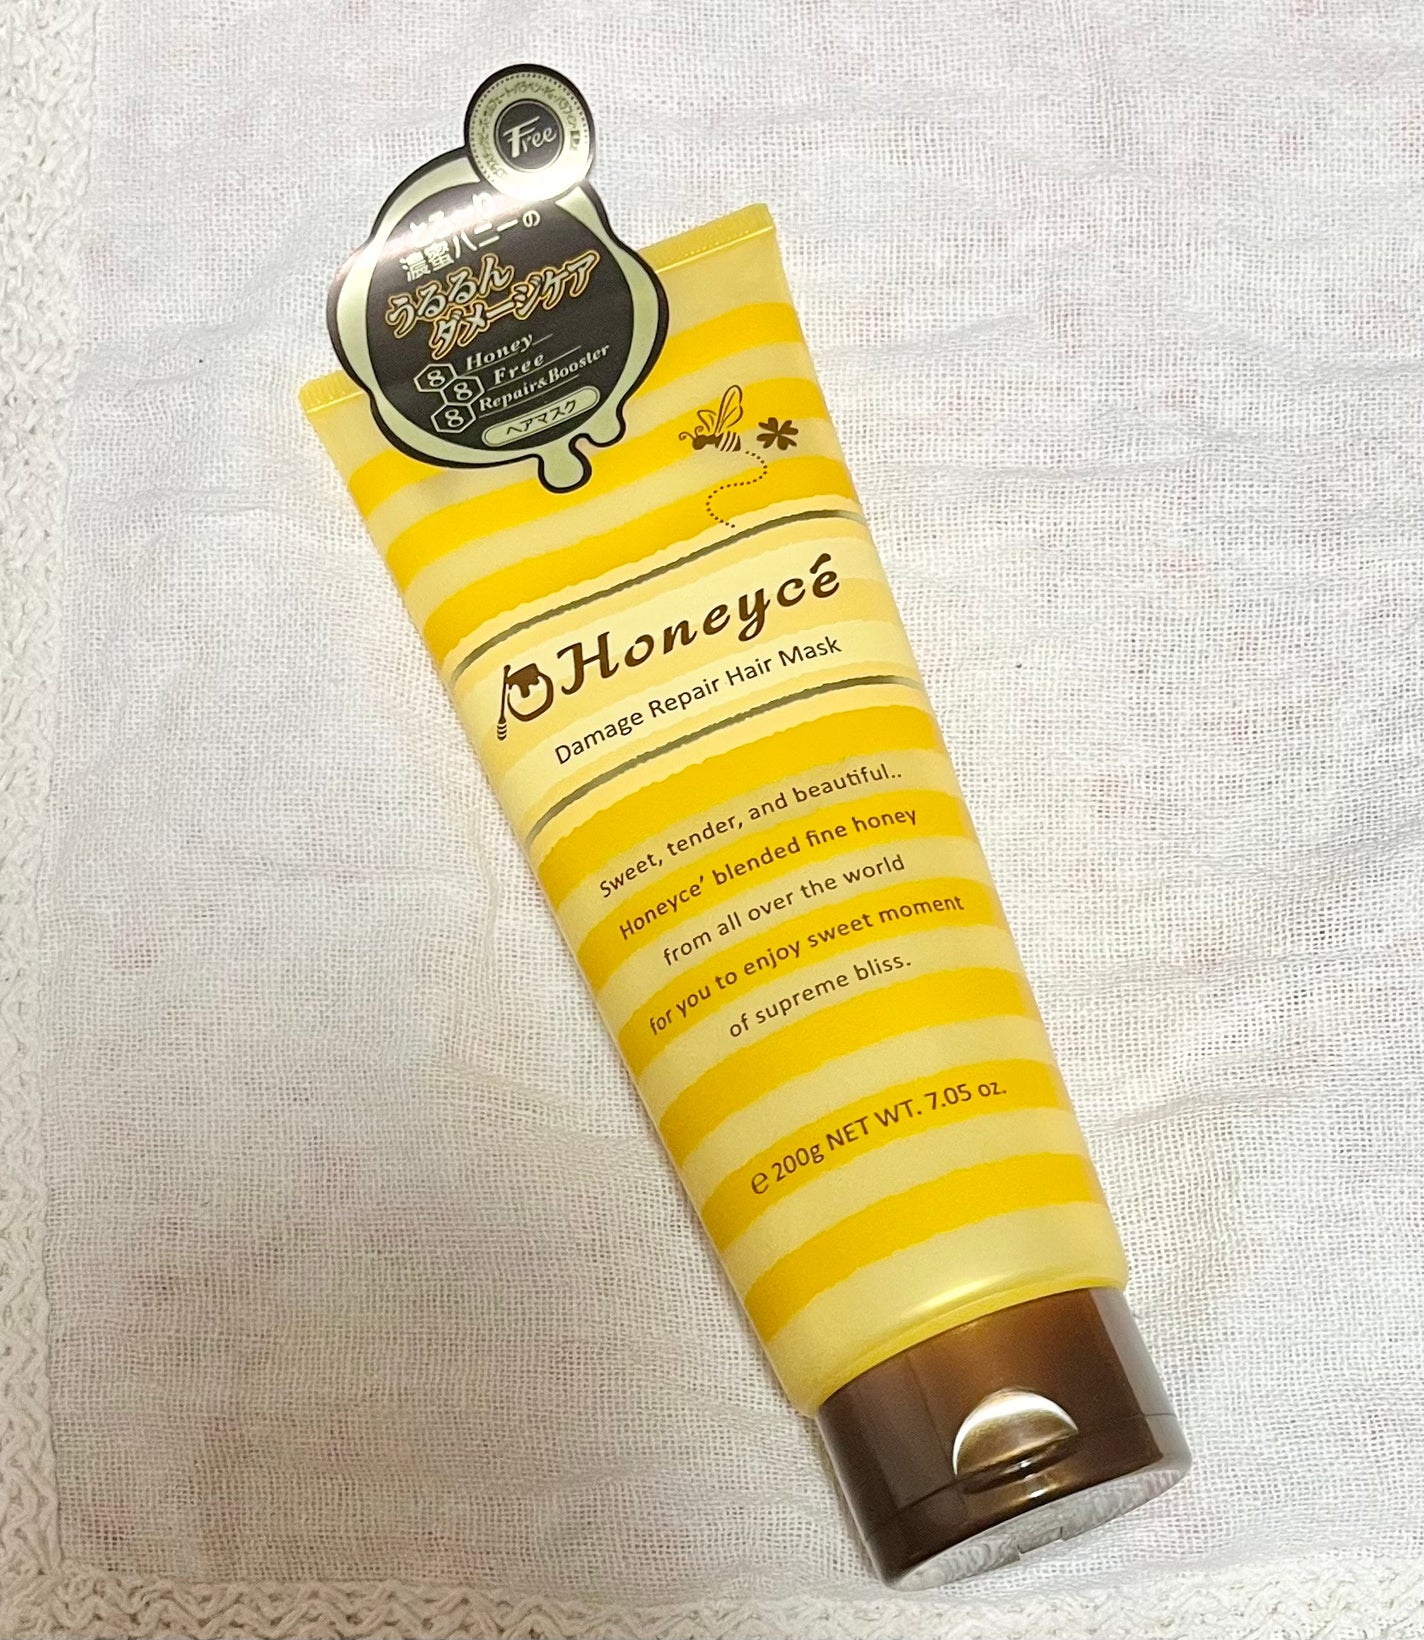 Free
とろ〜り
濃蜜ハニーの
うるるん
ダメージケア
8 Honey
8 Free
8 Repair&Booster
ヘアマスク
Honeycé
Damage Repair Hair Mask
Sweet, tender, and beautiful..
Honeyce’ blended fine honey
from all over the world
for you to enjoy sweet moment
of supreme bliss.
℮ 200g NET WT. 7.05 oz.